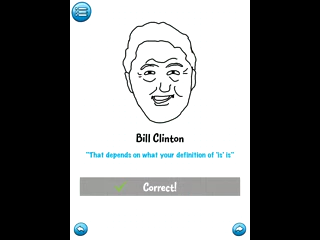 Bill Clinton
"That depends on what your definition of 'is' is"
Correct!